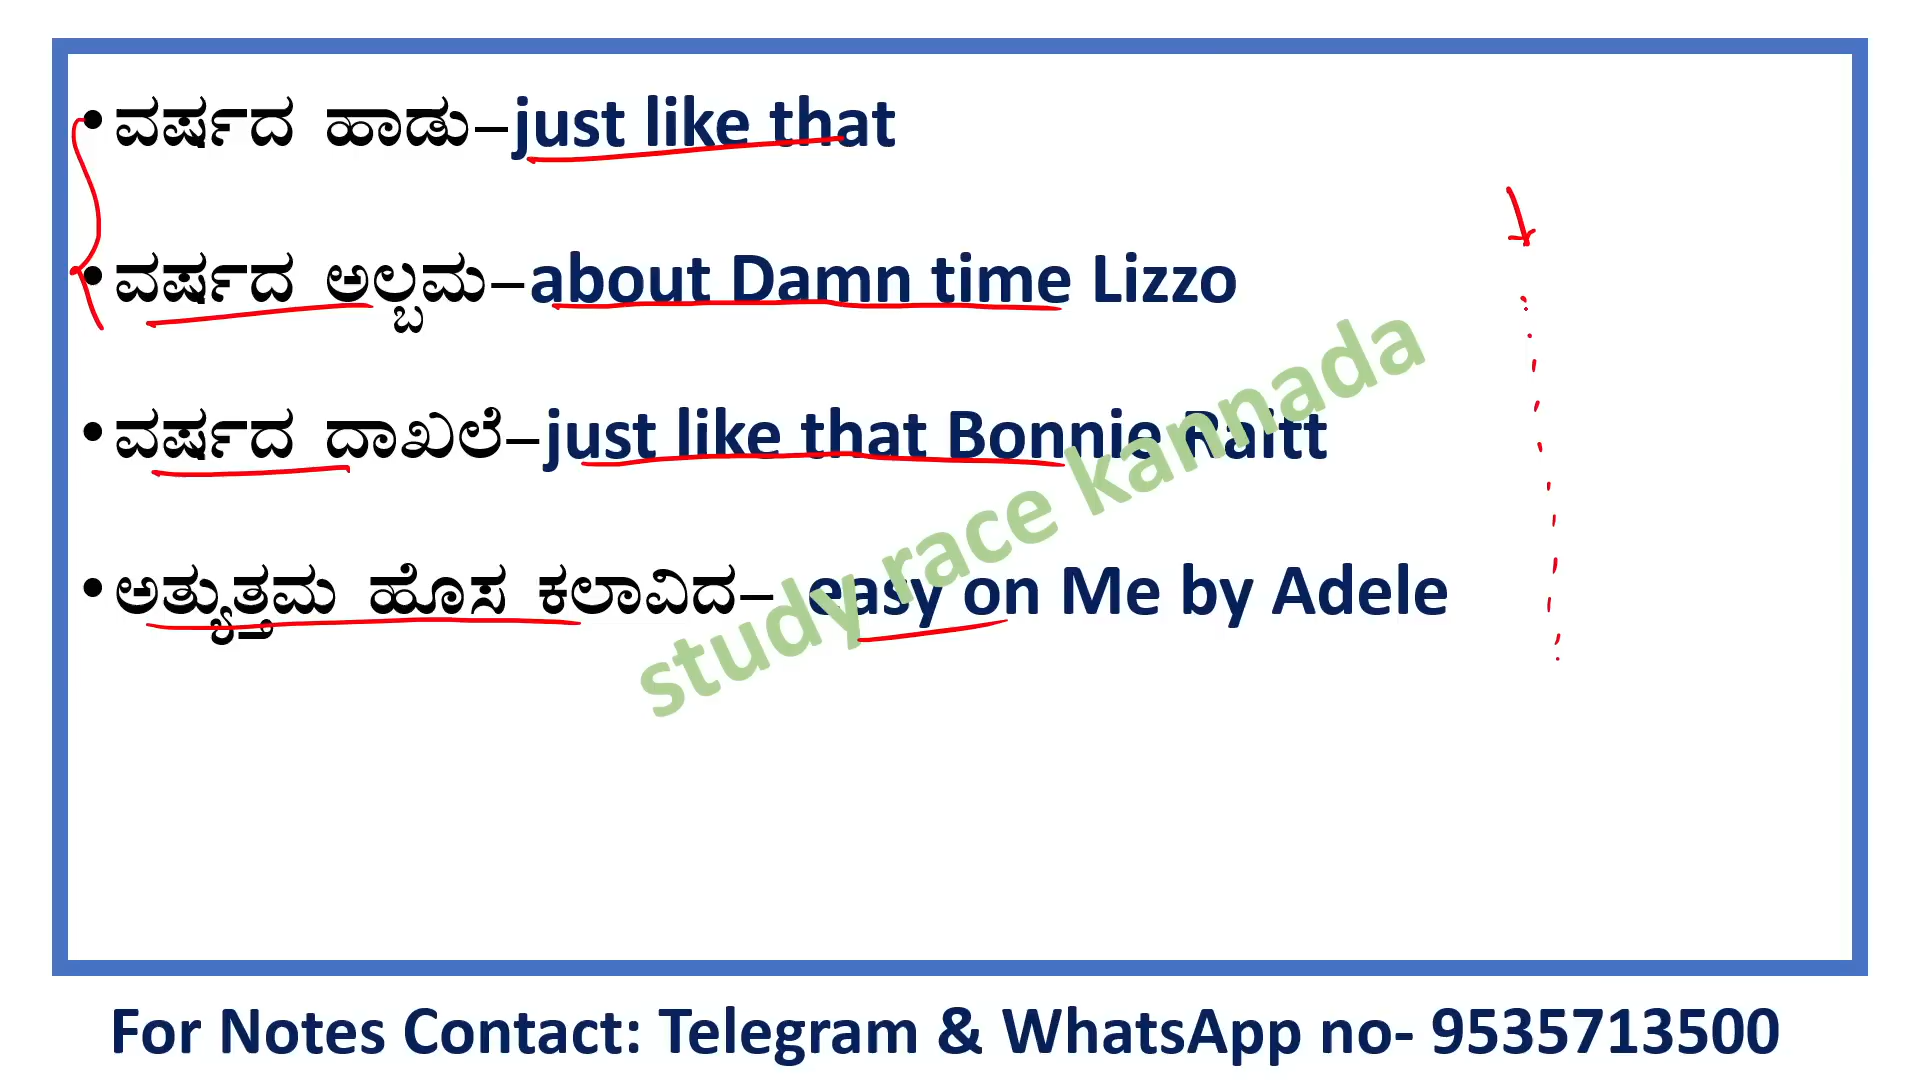 •ವರ್ಷದ ಹಾಡು–just like that
•ವರ್ಷದ ಅಲ್ಬಮ–about Damn time Lizzo
•ವರ್ಷದ ದಾಖಲೆ–just like that Bonnie Raitt
•ಅತ್ಯುತ್ತಮ ಹೊಸ ಕಲಾವಿದ– easy on Me by Adele
study race kannada
For Notes Contact: Telegram & WhatsApp no- 9535713500